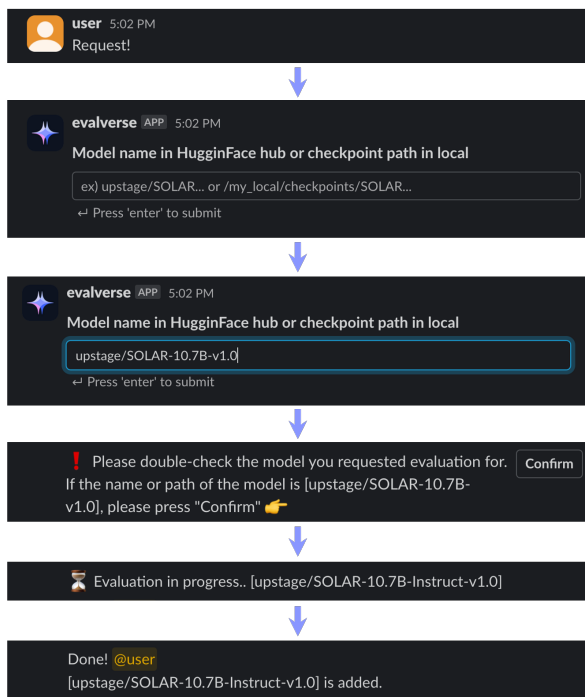 user 5:02 PM
Request!
evalverse APP 5:02 PM
Model name in HugginFace hub or checkpoint path in local
ex) upstage/SOLAR... or /my_local/checkpoints/SOLAR...
↵ Press 'enter' to submit
evalverse APP 5:02 PM
Model name in HugginFace hub or checkpoint path in local
upstage/SOLAR-10.7B-v1.0
↵ Press 'enter' to submit
❗ Please double-check the model you requested evaluation for. Confirm
If the name or path of the model is [upstage/SOLAR-10.7B-
v1.0], please press "Confirm" 👉
⏳ Evaluation in progress.. [upstage/SOLAR-10.7B-Instruct-v1.0]
Done! @user
[upstage/SOLAR-10.7B-Instruct-v1.0] is added.